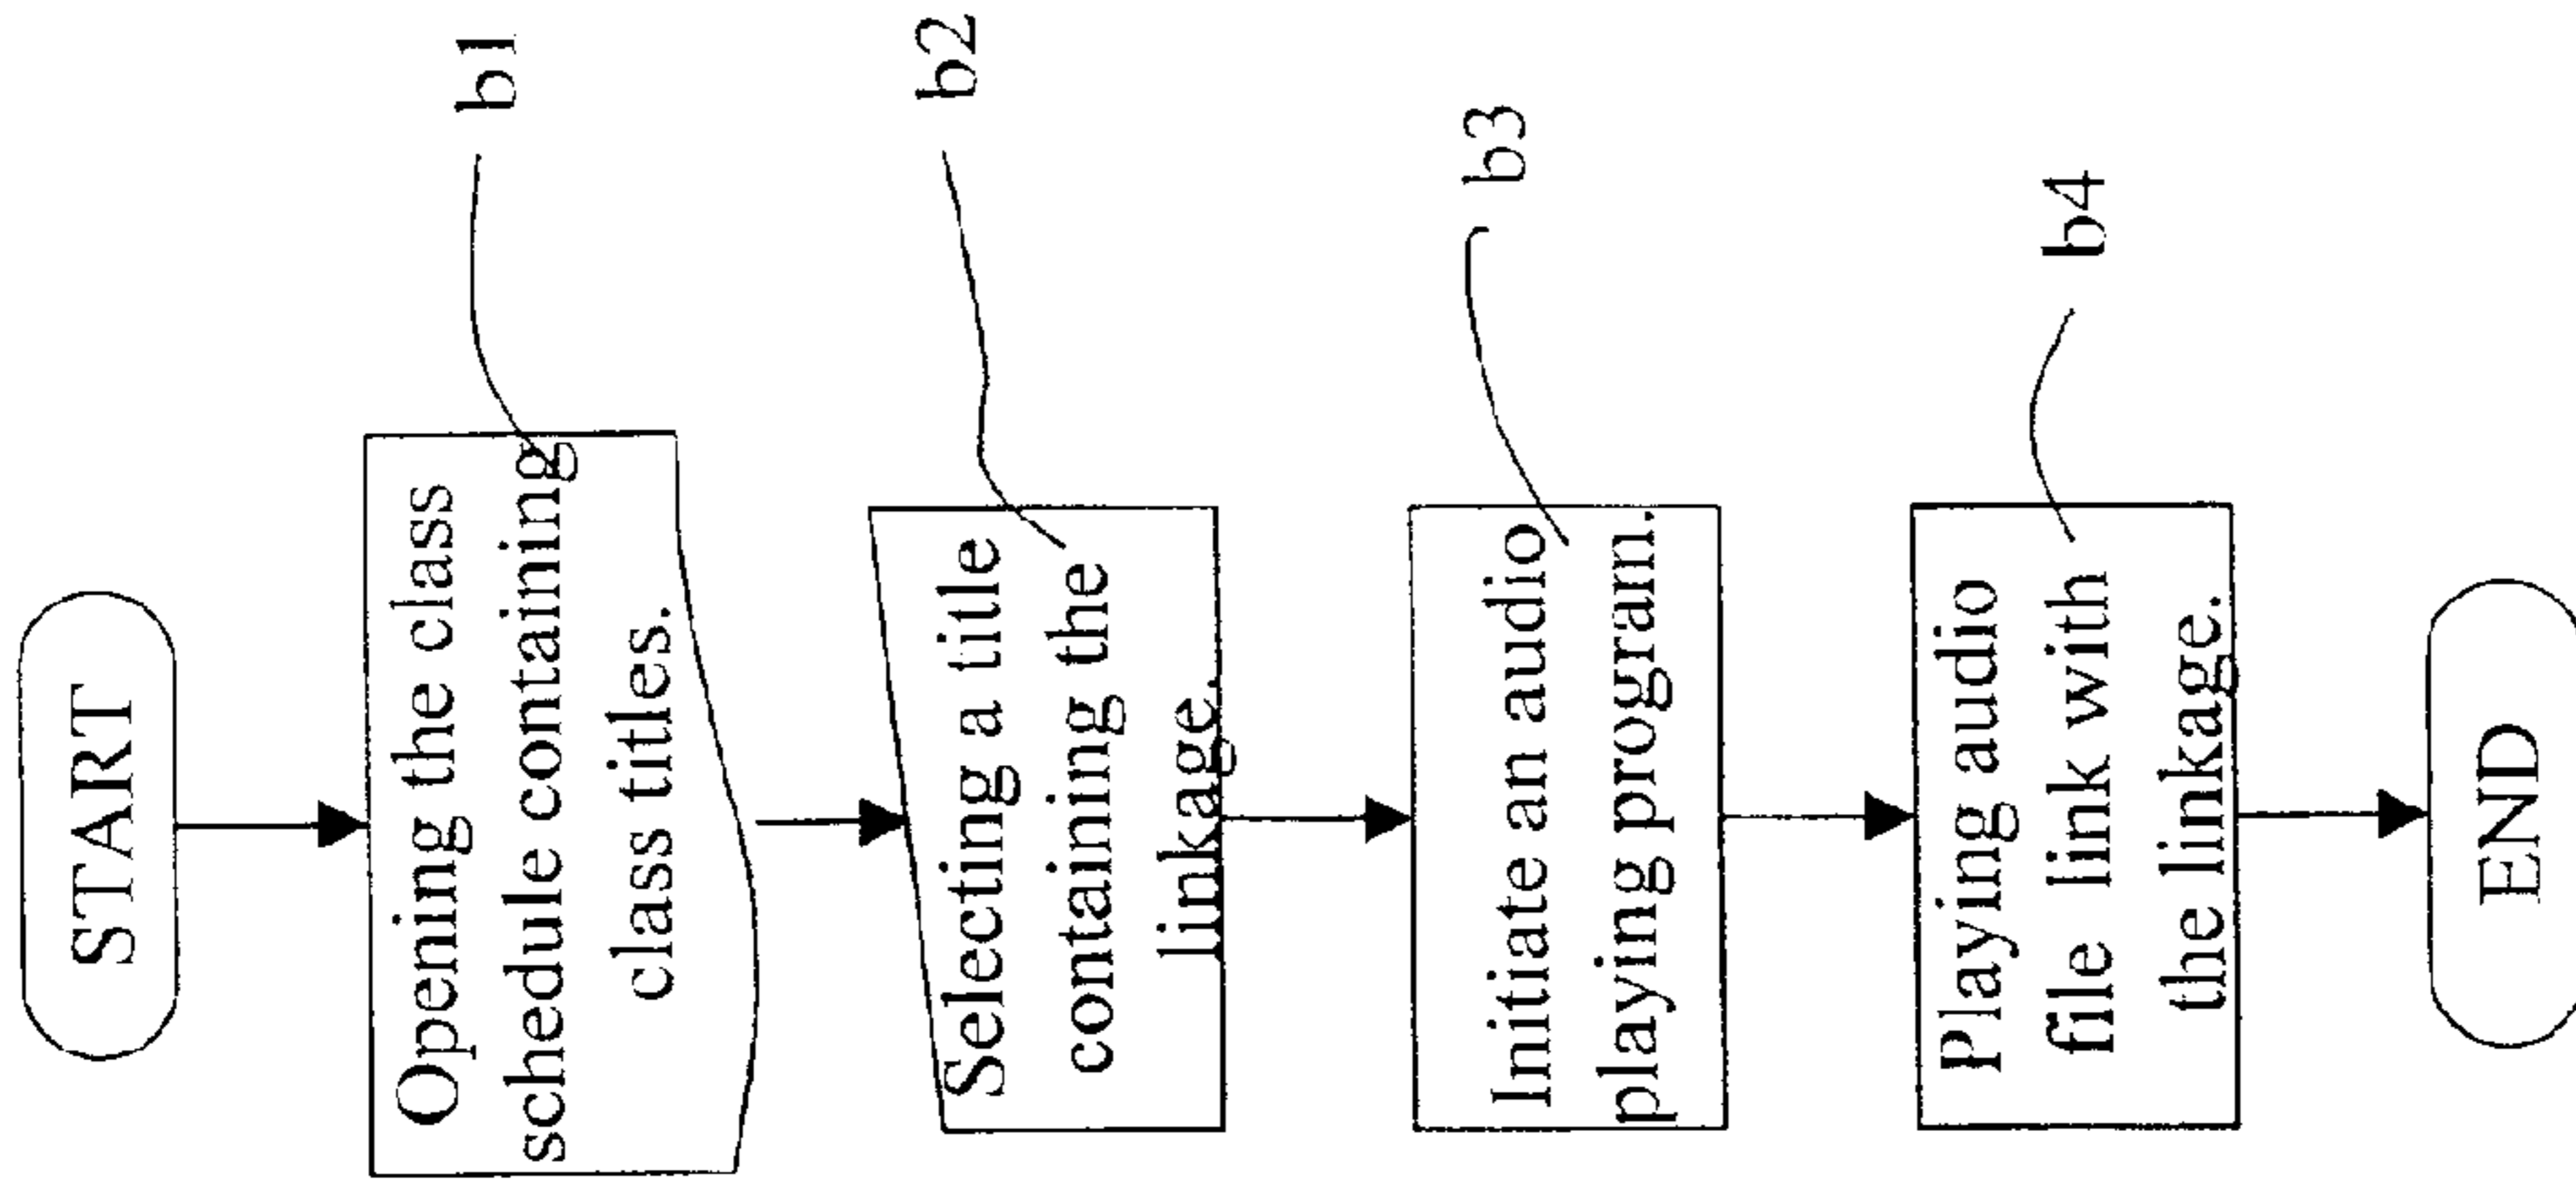 START
Opening the class
schedule containing
class titles.
b1
Selecting a title
containing the
linkage.
b2
Initiate an audio
playing program.
b3
Playing audio
file link with
the linkage.
b4
END